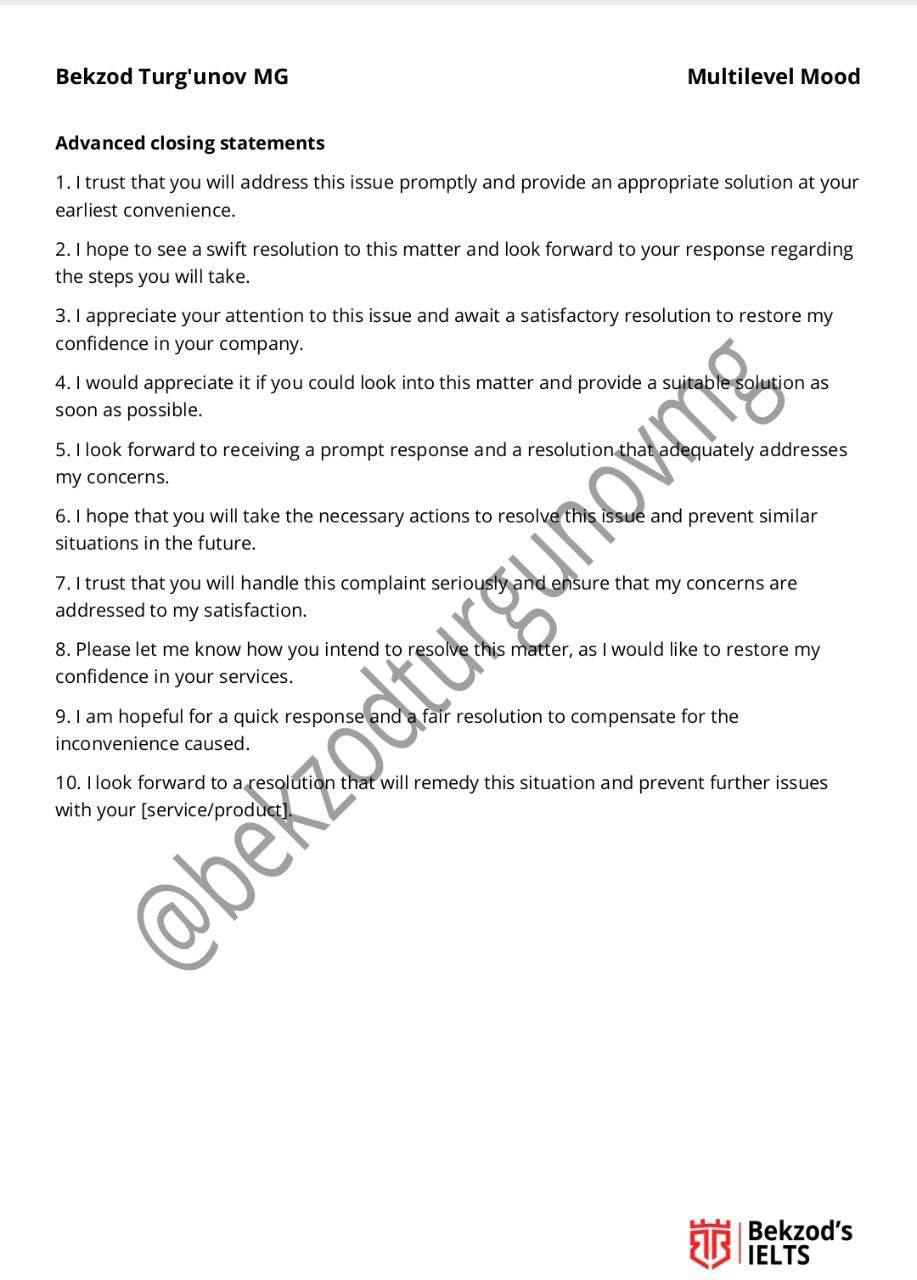 Bekzod Turg'unov MG
Multilevel Mood
Advanced closing statements
1. I trust that you will address this issue promptly and provide an appropriate solution at your
earliest convenience.
2. I hope to see a swift resolution to this matter and look forward to your response regarding
the steps you will take.
3. I appreciate your attention to this issue and await a satisfactory resolution to restore my
confidence in your company.
4. I would appreciate it if you could look into this matter and provide a suitable solution as
soon as possible.
5. I look forward to receiving a prompt response and a resolution that adequately addresses
my concerns.
6. I hope that you will take the necessary actions to resolve this issue and prevent similar
situations in the future.
7. I trust that you will handle this complaint seriously and ensure that my concerns are
addressed to my satisfaction.
8. Please let me know how you intend to resolve this matter, as I would like to restore my
confidence in your services.
9. I am hopeful for a quick response and a fair resolution to compensate for the
inconvenience caused.
10. I look forward to a resolution that will remedy this situation and prevent further issues
with your [service/product].
@bekzodturgunovmg
Bekzod's
IELTS